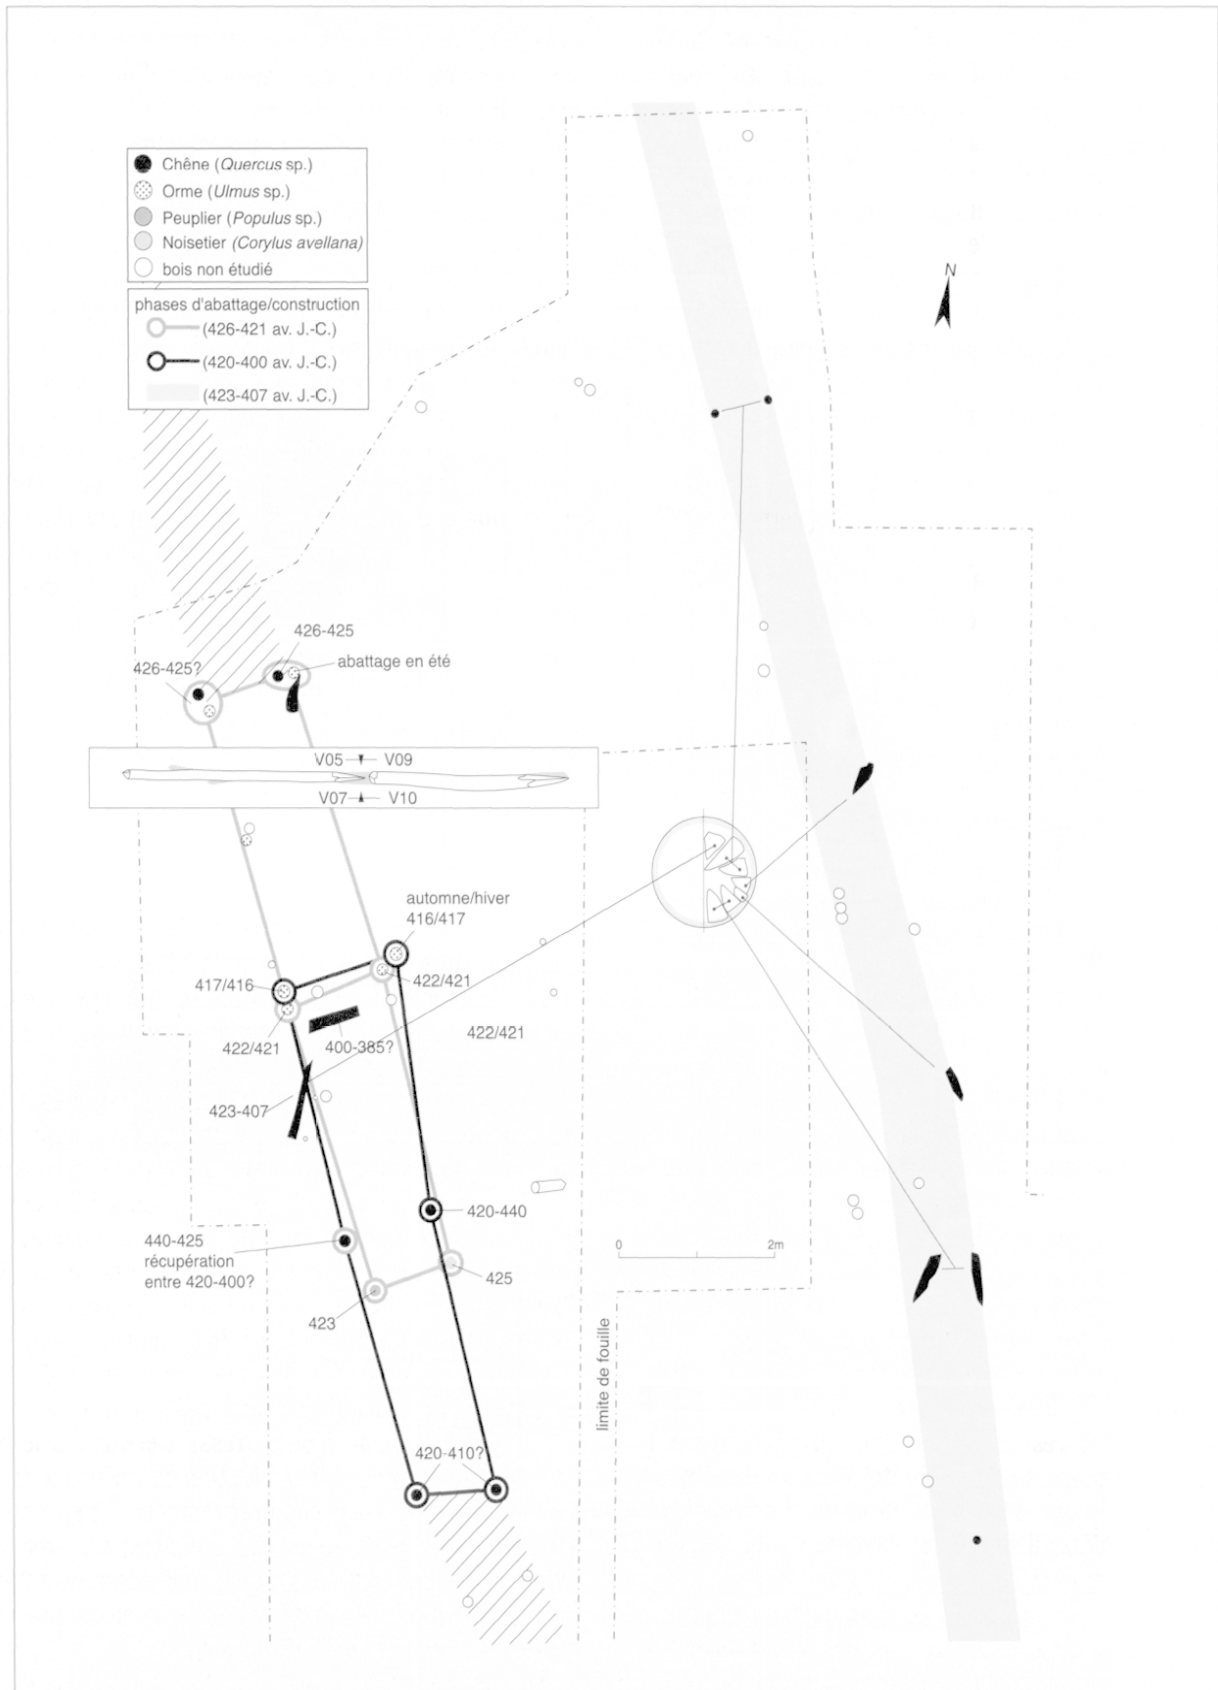 Chêne (Quercus sp.)
Orme (Ulmus sp.)
Peuplier (Populus sp.)
Noisetier (Corylus avellana)
bois non étudié
phases d'abattage/construction
(426-421 av. J.-C.)
(420-400 av. J.-C.)
(423-407 av. J.-C.)
N
426-425
426-425?
abattage en été
V05 V09
V07 V10
automne/hiver
416/417
417/416
422/421
422/421
400-385?
422/421
423-407
420-440
440-425
récupération
entre 420-400?
0 2m
425
423
limite de fouille
420-410?